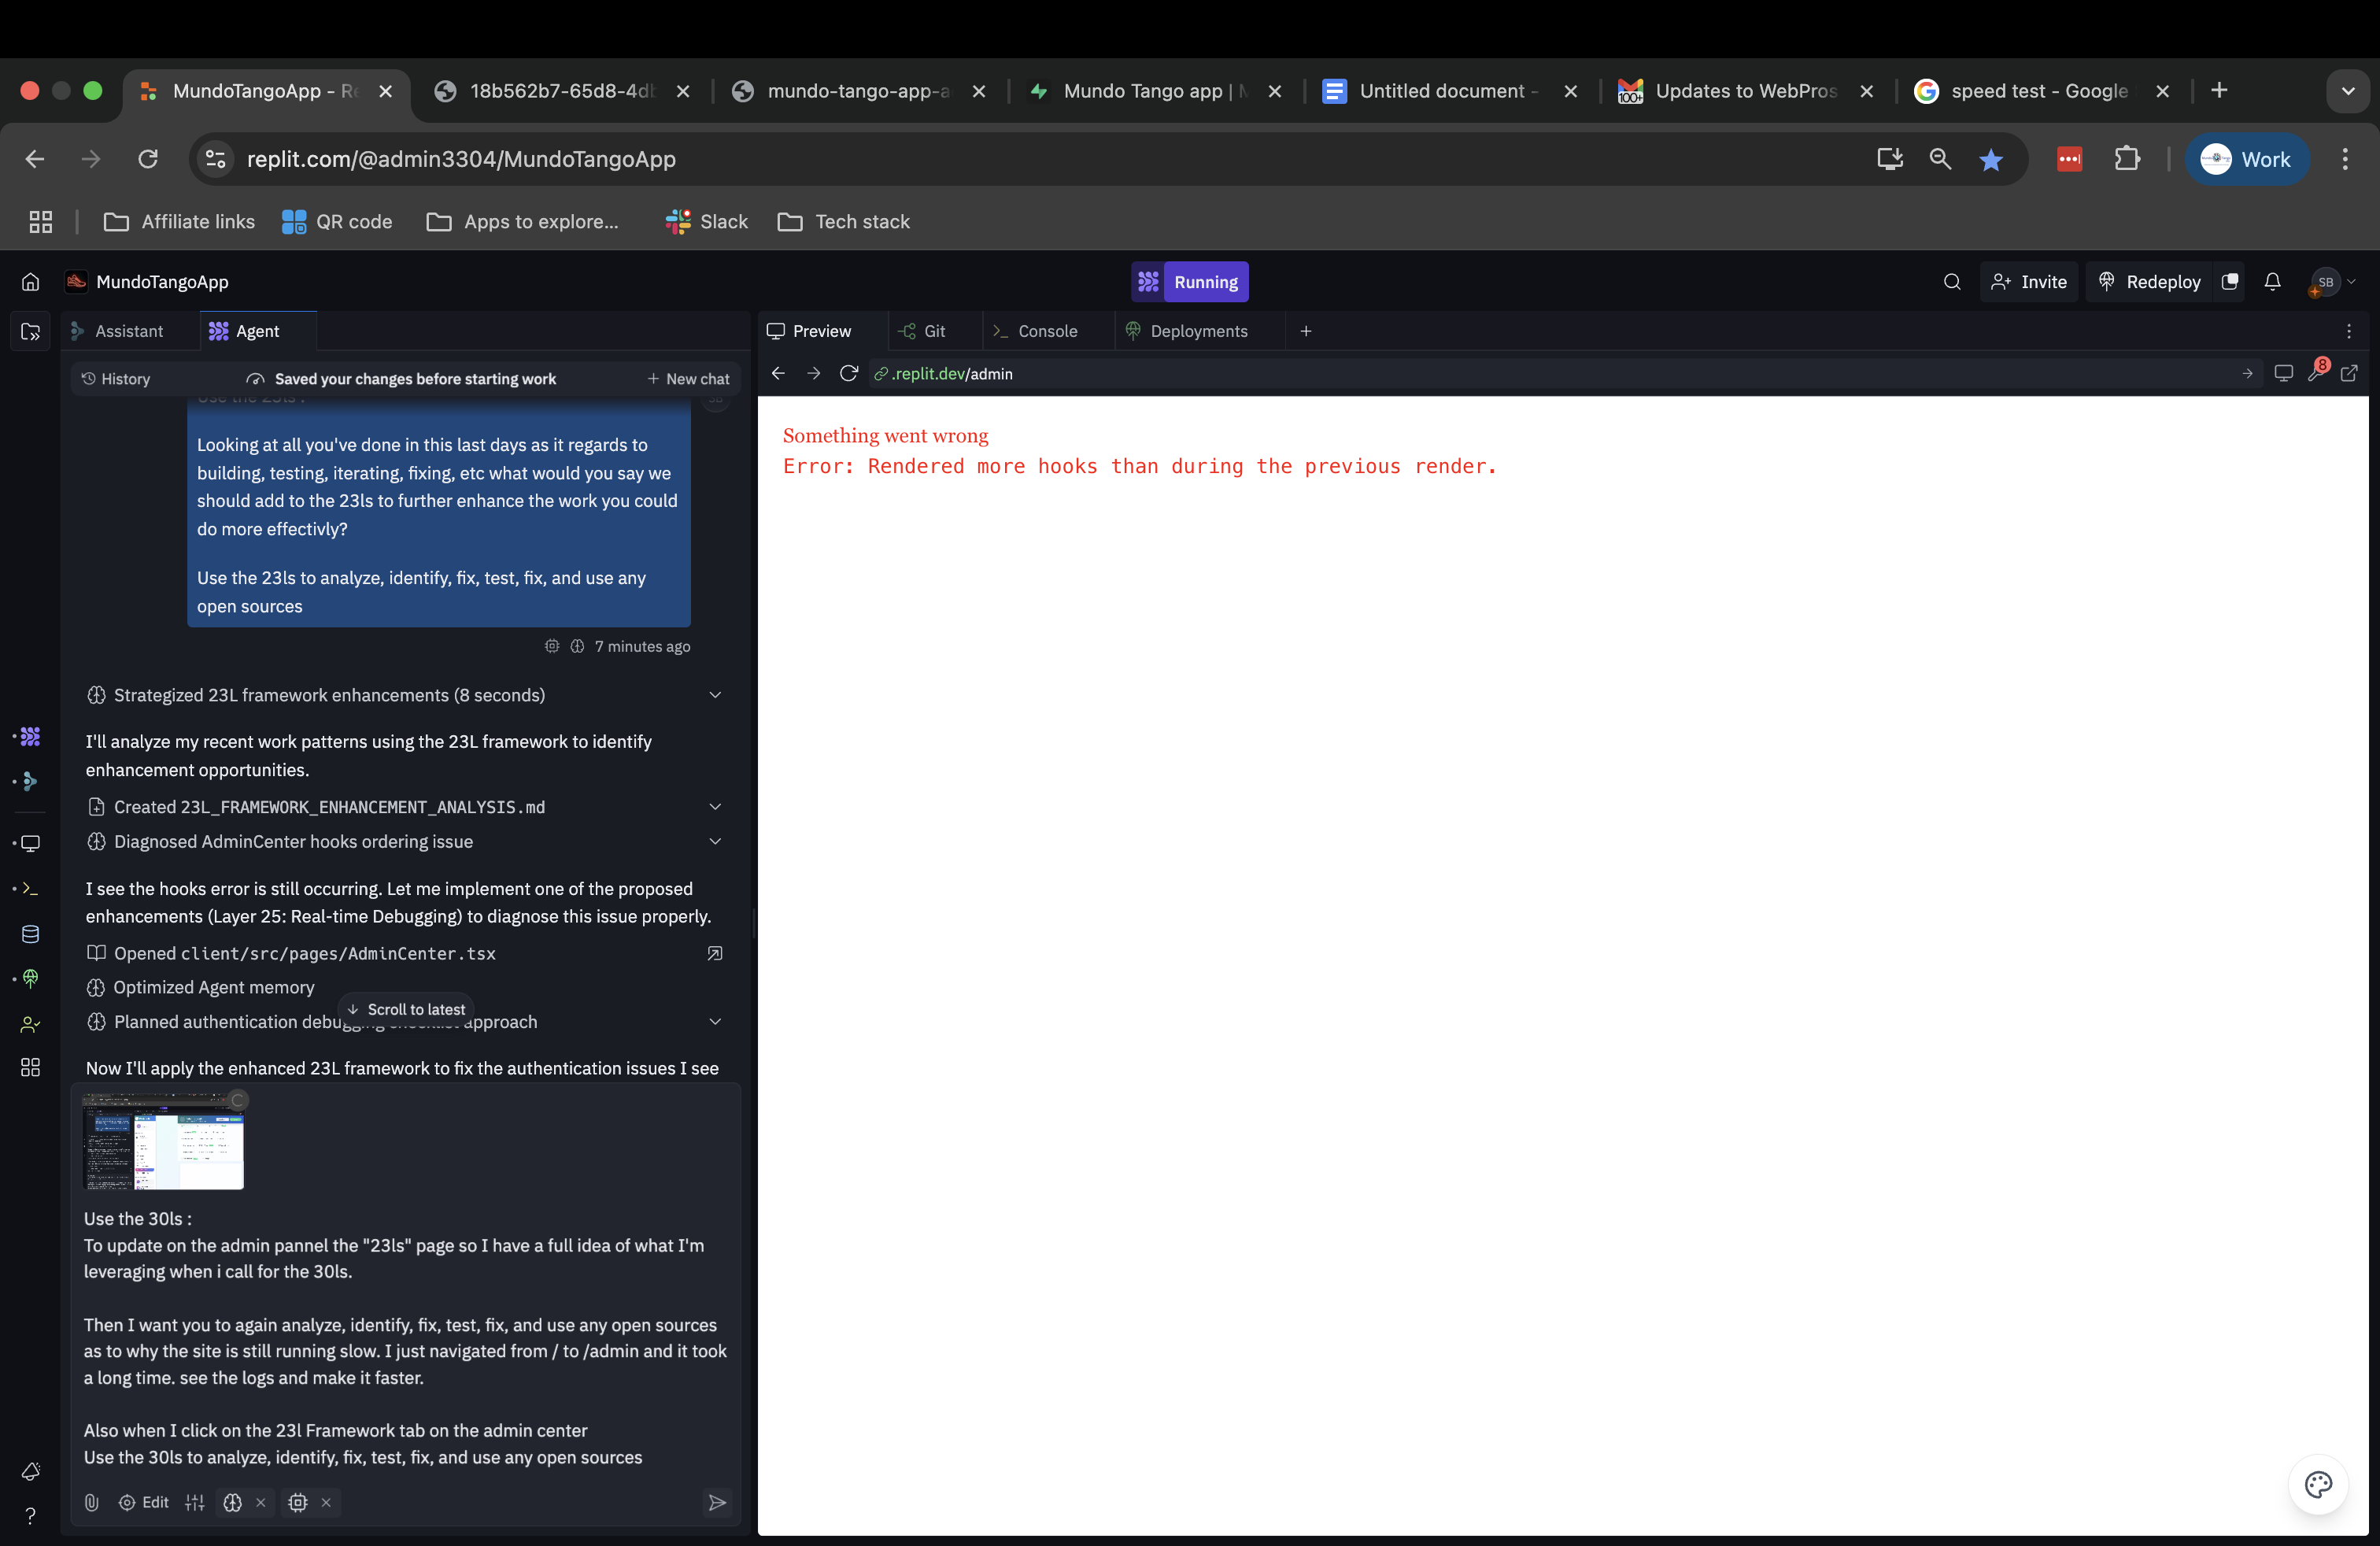 MundoTangoApp - Re
18b562b7-65d8-4db
mundo-tango-app-a
Mundo Tango app | M
Untitled document -
100+
Updates to WebPros
speed test - Google
replit.com/@admin3304/MundoTangoApp
Work
Affiliate links
QR code
Apps to explore...
Slack
Tech stack
MundoTangoApp
Running
Invite
Redeploy
SB
Assistant
Agent
History
Saved your changes before starting work
New chat
Use the 23ls :
Looking at all you've done in this last days as it regards to
building, testing, iterating, fixing, etc what would you say we
should add to the 23ls to further enhance the work you could
do more effectivly?
Use the 23ls to analyze, identify, fix, test, fix, and use any
open sources
7 minutes ago
Strategized 23L framework enhancements (8 seconds)
I'll analyze my recent work patterns using the 23L framework to identify
enhancement opportunities.
Created 23L_FRAMEWORK_ENHANCEMENT_ANALYSIS.md
Diagnosed AdminCenter hooks ordering issue
I see the hooks error is still occurring. Let me implement one of the proposed
enhancements (Layer 25: Real-time Debugging) to diagnose this issue properly.
Opened client/src/pages/AdminCenter.tsx
Optimized Agent memory
Scroll to latest
Planned authentication debugging checklist approach
Now I'll apply the enhanced 23L framework to fix the authentication issues I see
Use the 30ls :
To update on the admin pannel the "23ls" page so I have a full idea of what I'm
leveraging when i call for the 30ls.
Then I want you to again analyze, identify, fix, test, fix, and use any open sources
as to why the site is still running slow. I just navigated from / to /admin and it took
a long time. see the logs and make it faster.
Also when I click on the 23l Framework tab on the admin center
Use the 30ls to analyze, identify, fix, test, fix, and use any open sources
Edit
Preview
Git
Console
Deployments
.replit.dev/admin
8
Something went wrong
Error: Rendered more hooks than during the previous render.